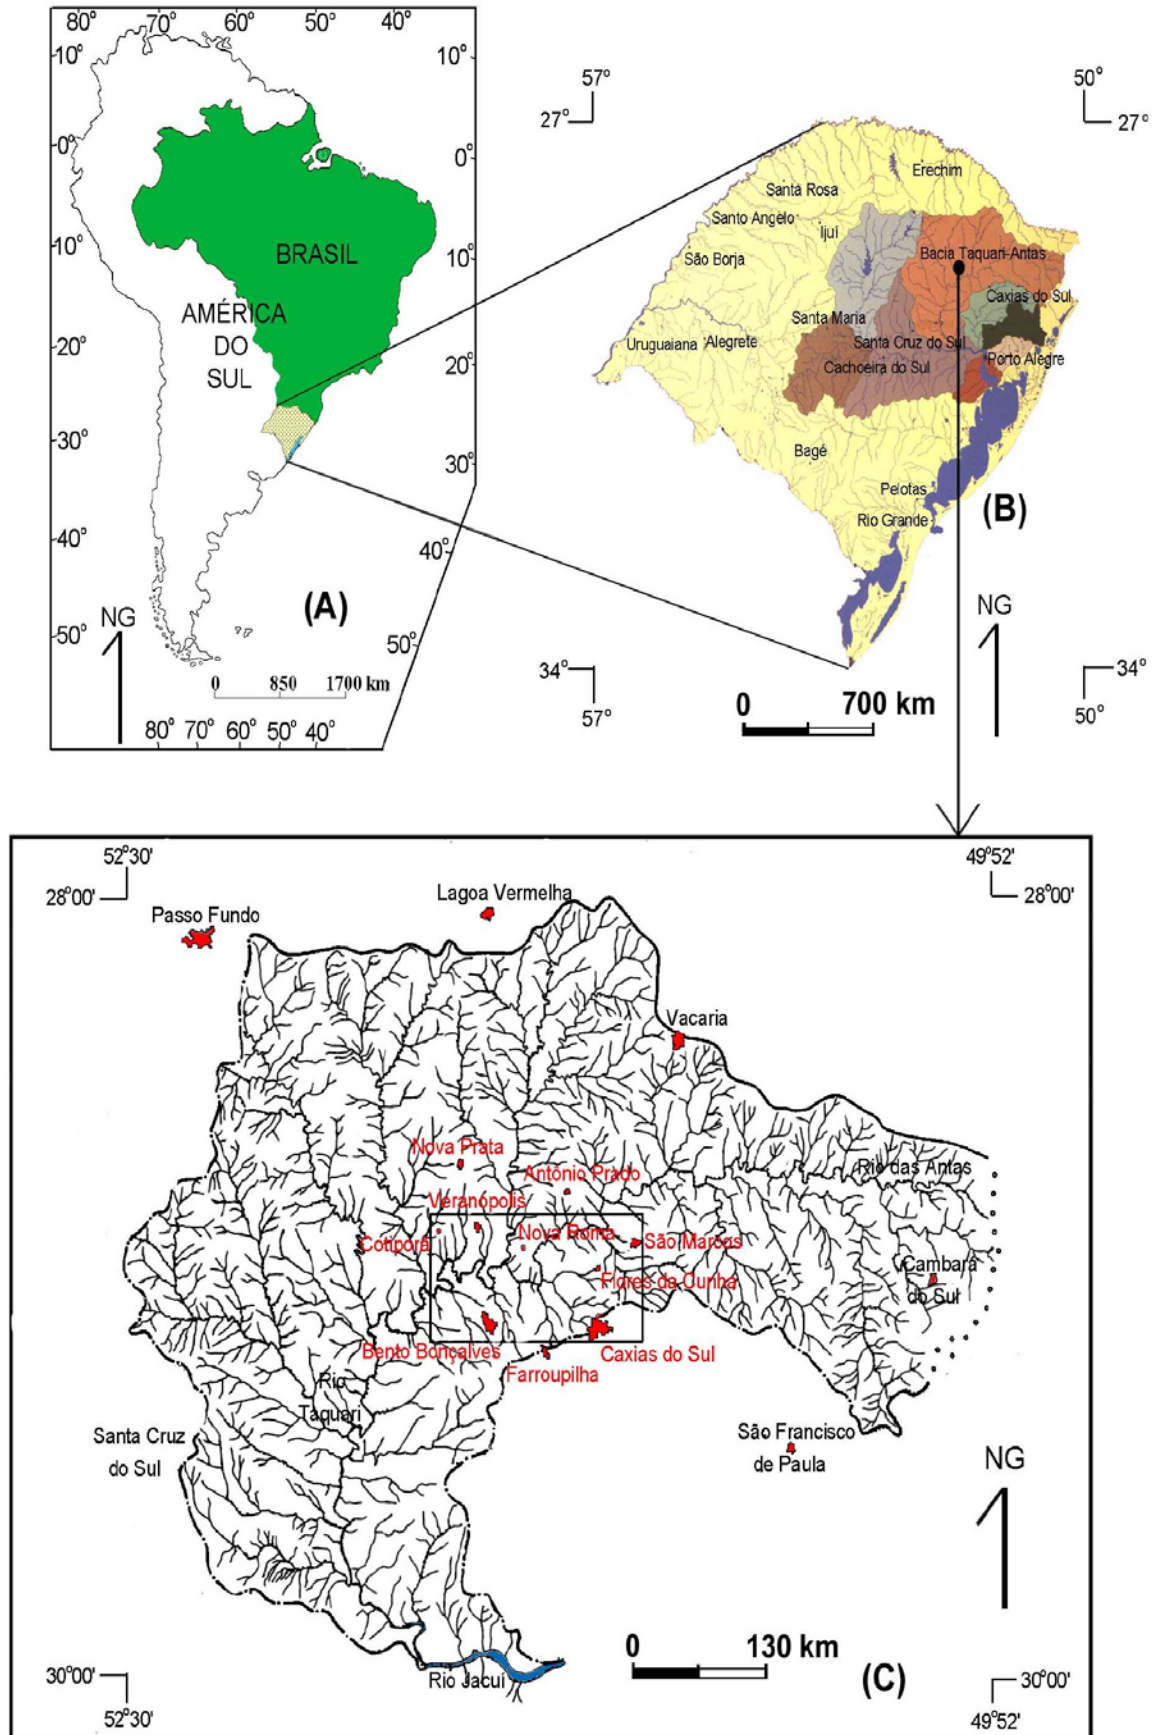 80° 70° 60° 50° 40°
10° 10°
0° 0°
10° 10°
20° 20°
30° 30°
40° 40°
50° 50°
BRASIL
AMÉRICA
DO
SUL
(A)
NG
0 850 1700 km
80° 70° 60° 50° 40°
57° 50°
27° 27°
Erechim
Santa Rosa
Santo Angelo
Ijuí
São Borja
Bacia Taquari-Antas
Caxias do Sul
Santa Maria
Uruguaiana
Alegrete
Santa Cruz do Sul
Porto Alegre
Cachoeira do Sul
Bagé
Pelotas
Rio Grande
(B)
NG
34° 34°
57° 50°
0 700 km
52°30' 49°52'
28°00' 28°00'
Lagoa Vermelha
Passo Fundo
Vacaria
Nova Prata
Antônio Prado
Rio das Antas
Veranópolis
Nova Roma
Cotiporã
São Marcos
Cambará
do Sul
Flores da Cunha
Bento Bonçalves
Caxias do Sul
Farroupilha
Rio
Taquari
Santa Cruz
do Sul
São Francisco
de Paula
NG
0 130 km
(C)
Rio Jacuí
30°00' 30°00'
52°30' 49°52'